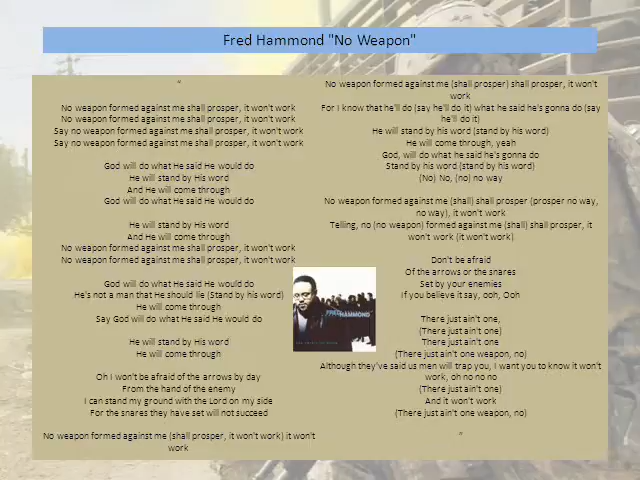 Fred Hammond "No Weapon"
"
No weapon formed against me shall prosper, it won't work
No weapon formed against me shall prosper, it won't work
Say no weapon formed against me shall prosper, it won't work
Say no weapon formed against me shall prosper, it won't work
God will do what He said He would do
He will stand by His word
And He will come through
God will do what He said He would do
He will stand by His word
And He will come through
No weapon formed against me shall prosper, it won't work
No weapon formed against me shall prosper, it won't work
God will do what He said He would do
He's not a man that He should lie (Stand by his word)
He will come through
Say God will do what He said He would do
He will stand by His word
He will come through
Oh I won't be afraid of the arrows by day
From the hand of the enemy
I can stand my ground with the Lord on my side
For the snares they have set will not succeed
No weapon formed against me (shall prosper, it won't work) it won't
work
No weapon formed against me (shall prosper) shall prosper, it won't
work
For I know that he'll do (say he'll do it) what he said he's gonna do (say
he'll do it)
He will stand by his word (stand by his word)
He will come through, yeah
God, will do what he said he's gonna do
Stand by his word (stand by his word)
(No) No, (no) no way
No weapon formed against me (shall) shall prosper (prosper no way,
no way), it won't work
Telling, no (no weapon) formed against me (shall) shall prosper, it
won't work (it won't work)
Don't be afraid
Of the arrows or the snares
Set by your enemies
If you believe it say, ooh, Ooh
There just ain't one,
(There just ain't one)
There just ain't one
(There just ain't one weapon, no)
Although they've said us men will trap you, I want you to know it won't
work, oh no no no
(There just ain't one)
And it won't work
(There just ain't one weapon, no)
"
FRED HAMMOND